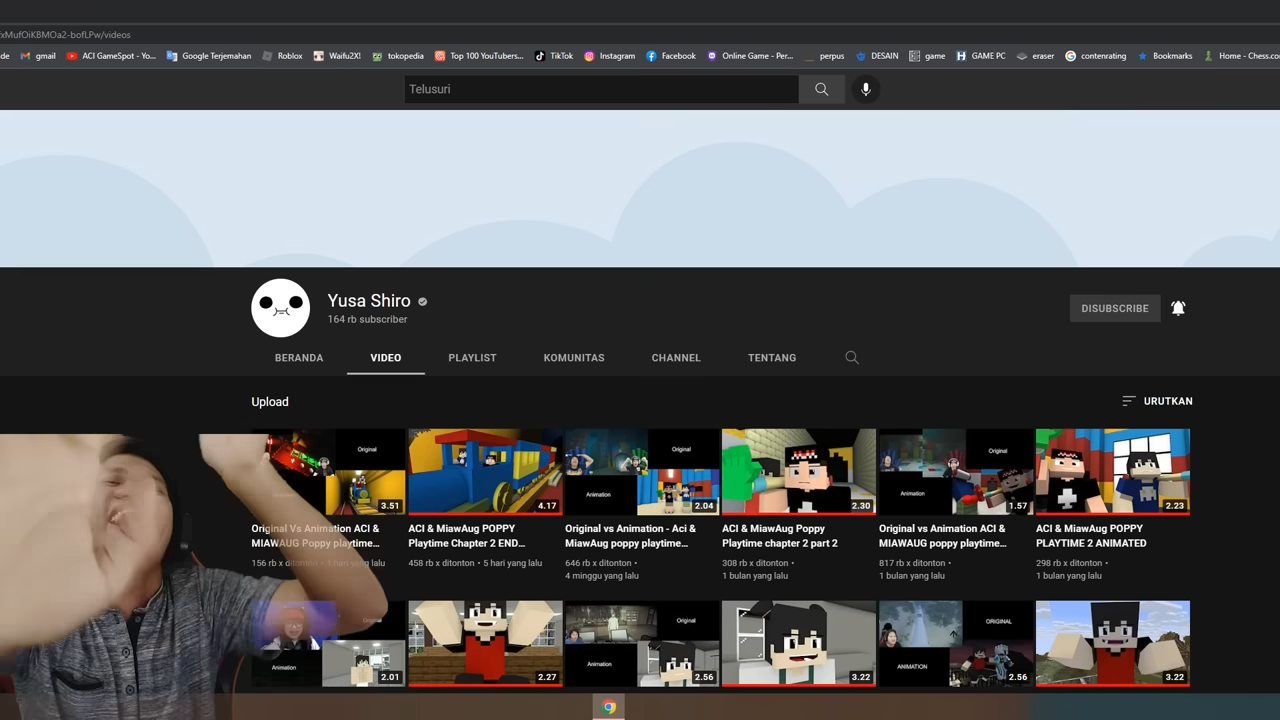 xMufOiKBMOa2-bofLPw/videos
de gmail ACI GameSpot - Yo... Google Terjemahan Roblox Waifu2X! tokopedia Top 100 YouTubers... TikTok Instagram Facebook Online Game - Per... perpus DESAIN game GAME PC eraser contenrating Bookmarks Home - Chess.co
Telusuri
Yusa Shiro
164 rb subscriber
DISUBSCRIBE
BERANDA VIDEO PLAYLIST KOMUNITAS CHANNEL TENTANG
Upload
URUTKAN
Original
3.51
4.17
Original
Animation
2.04
2.30
Original
Animation
1.57
2.23
Original Vs Animation ACI &
MIAWAUG Poppy playtime...
156 rb x ditonton • 1 hari yang lalu
ACI & MiawAug POPPY
Playtime Chapter 2 END...
458 rb x ditonton • 5 hari yang lalu
Original vs Animation - Aci &
MiawAug poppy playtime...
646 rb x ditonton •
4 minggu yang lalu
ACI & MiawAug Poppy
Playtime chapter 2 part 2
308 rb x ditonton •
1 bulan yang lalu
Original vs Animation ACI &
MIAWAUG poppy playtime...
817 rb x ditonton •
1 bulan yang lalu
ACI & MiawAug POPPY
PLAYTIME 2 ANIMATED
298 rb x ditonton •
1 bulan yang lalu
Original
Animation
2.01
2.27
Original
Animation
2.56
3.22
ORIGINAL
ANIMATION
2.56
3.22